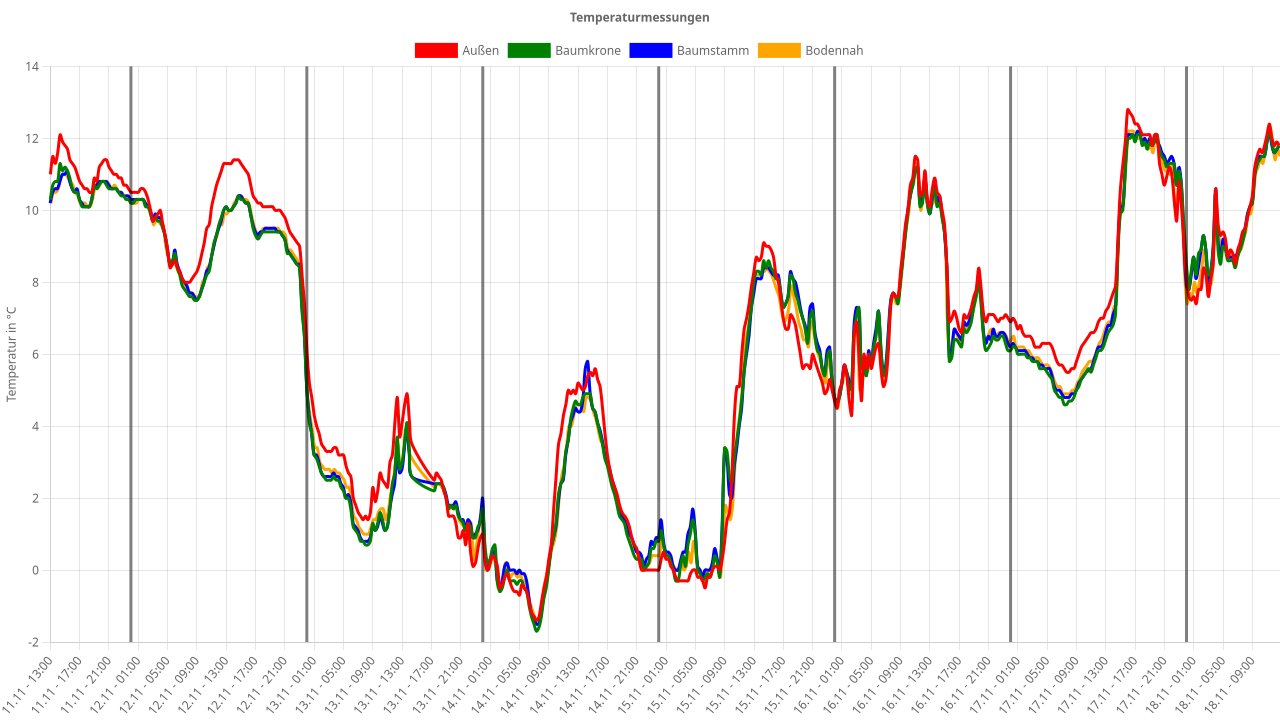 Temperaturmessungen
Außen Baumkrone Baumstamm Bodennah
Temperatur in °C
14
12
10
8
6
4
2
0
-2
11.11 - 13:00
11.11 - 17:00
11.11 - 21:00
12.11 - 01:00
12.11 - 05:00
12.11 - 09:00
12.11 - 13:00
12.11 - 17:00
12.11 - 21:00
13.11 - 01:00
13.11 - 05:00
13.11 - 09:00
13.11 - 13:00
13.11 - 17:00
13.11 - 21:00
14.11 - 01:00
14.11 - 05:00
14.11 - 09:00
14.11 - 13:00
14.11 - 17:00
14.11 - 21:00
15.11 - 01:00
15.11 - 05:00
15.11 - 09:00
15.11 - 13:00
15.11 - 17:00
15.11 - 21:00
16.11 - 01:00
16.11 - 05:00
16.11 - 09:00
16.11 - 13:00
16.11 - 17:00
16.11 - 21:00
17.11 - 01:00
17.11 - 05:00
17.11 - 09:00
17.11 - 13:00
17.11 - 17:00
17.11 - 21:00
18.11 - 01:00
18.11 - 05:00
18.11 - 09:00